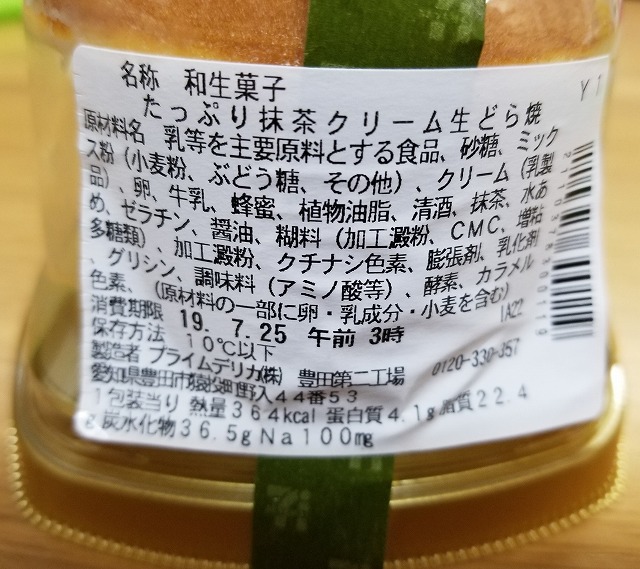 名称 和生菓子
Y1
たっぷり抹茶クリーム生どら焼
原材料名 乳等を主要原料とする食品、砂糖、ミック
ス粉(小麦粉、ぶどう糖、その他)、クリーム(乳製
品)、卵、牛乳、蜂蜜、植物油脂、清酒、抹茶、水あ
め、ゼラチン、醤油、糊料(加工澱粉、CMC、増粘
多糖類)、加工澱粉、クチナシ色素、膨張剤、乳化剤
、グリシン、調味料(アミノ酸等)、酵素、カラメル
色素、(原材料の一部に卵・乳成分・小麦を含む)
消費期限 19. 7.25 午前 3時
1A22
保存方法 10℃以下
製造者 プライムデリカ(株) 豊田第二工場
0120-330-357
愛知県豊田市 44番53
1包装当り 熱量364kcal 蛋白質4.1g脂質22.4
g炭水化物36.5gNa100mg